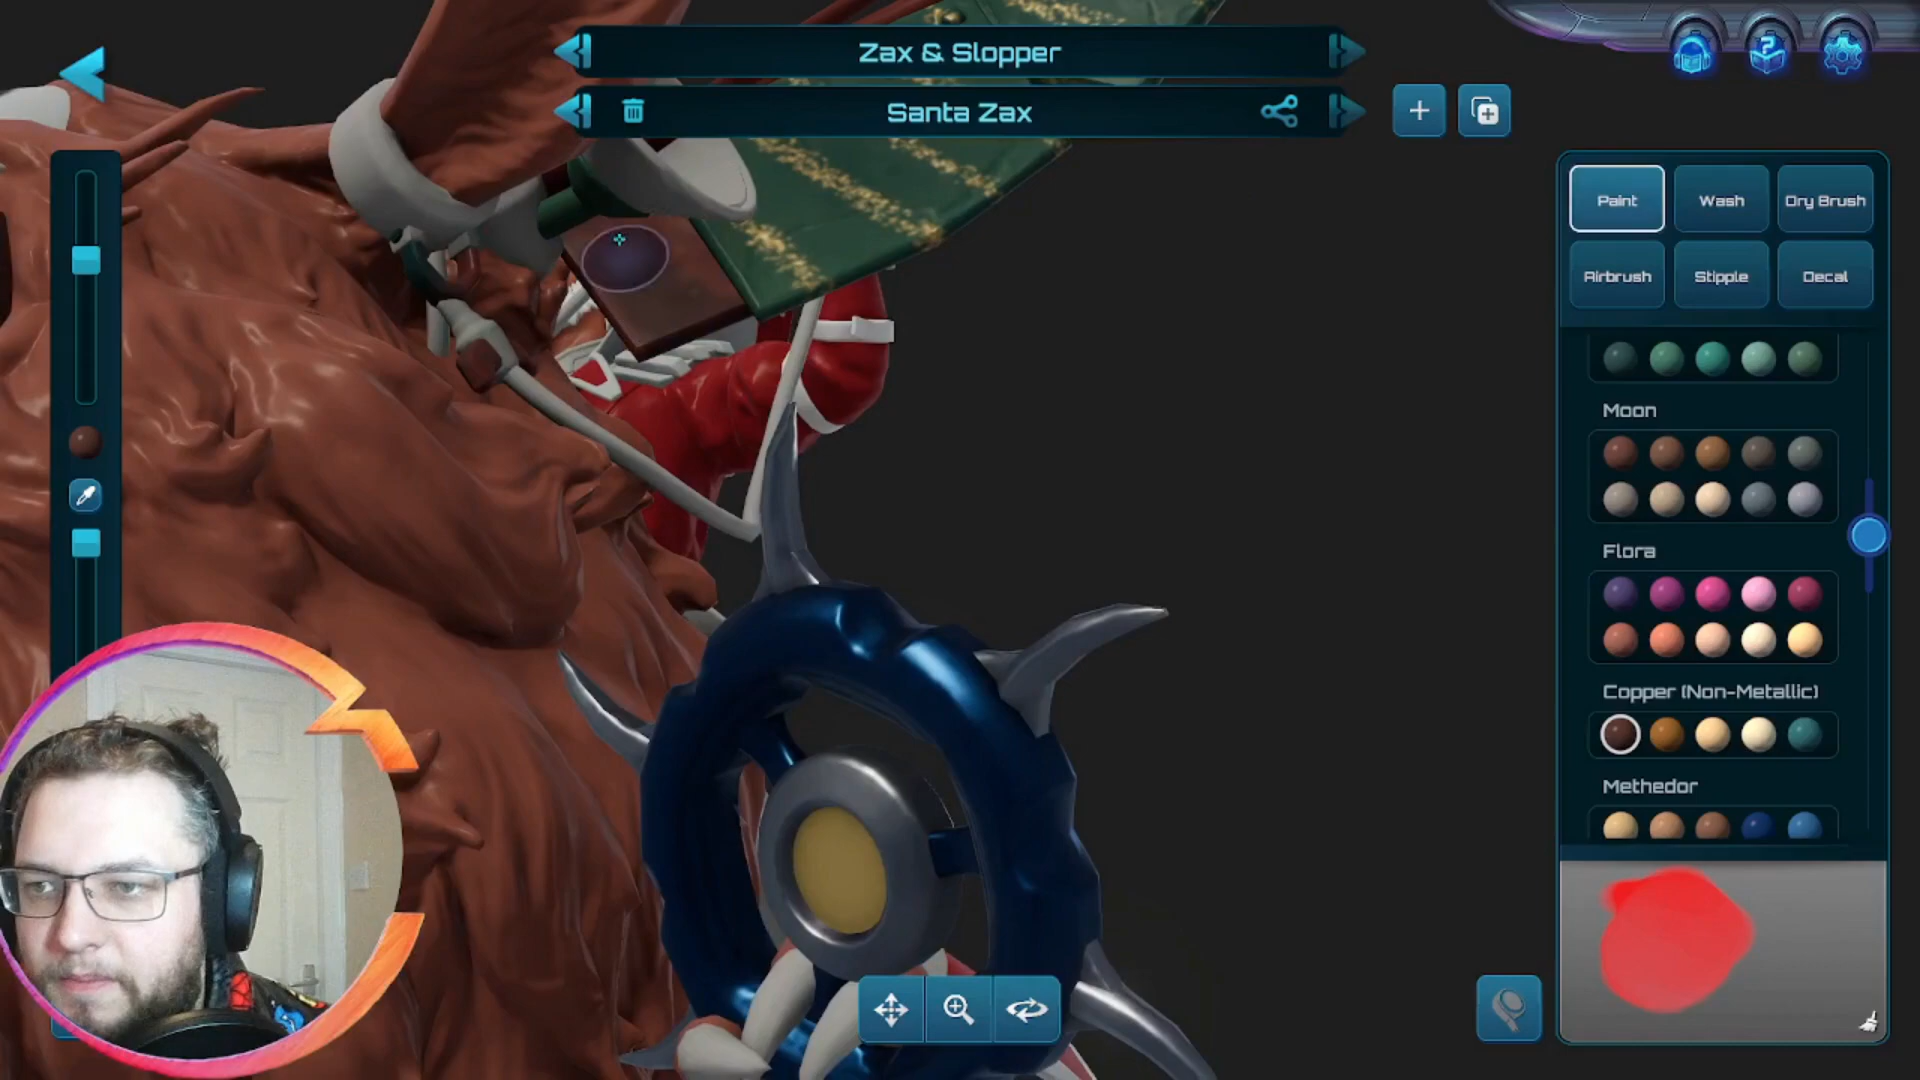 Zax & Slopper
Santa Zax
Paint
Wash
Dry Brush
Airbrush
Stipple
Decal
Moon
Flora
Copper (Non-Metallic)
Methedor